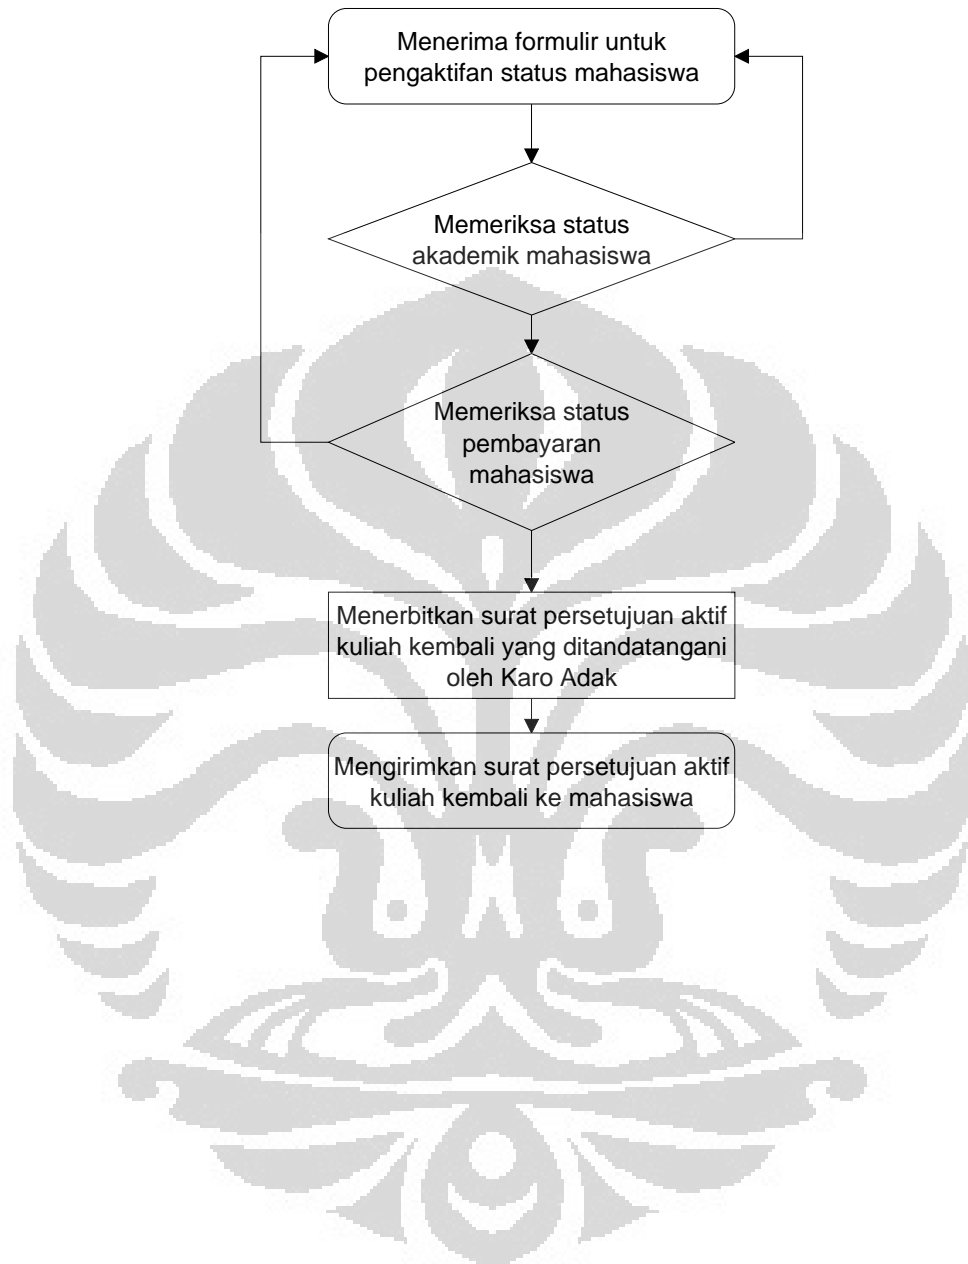 Menerima formulir untuk
pengaktifan status mahasiswa
Memeriksa status
akademik mahasiswa
Memeriksa status
pembayaran
mahasiswa
Menerbitkan surat persetujuan aktif
kuliah kembali yang ditandatangani
oleh Karo Adak
Mengirimkan surat persetujuan aktif
kuliah kembali ke mahasiswa